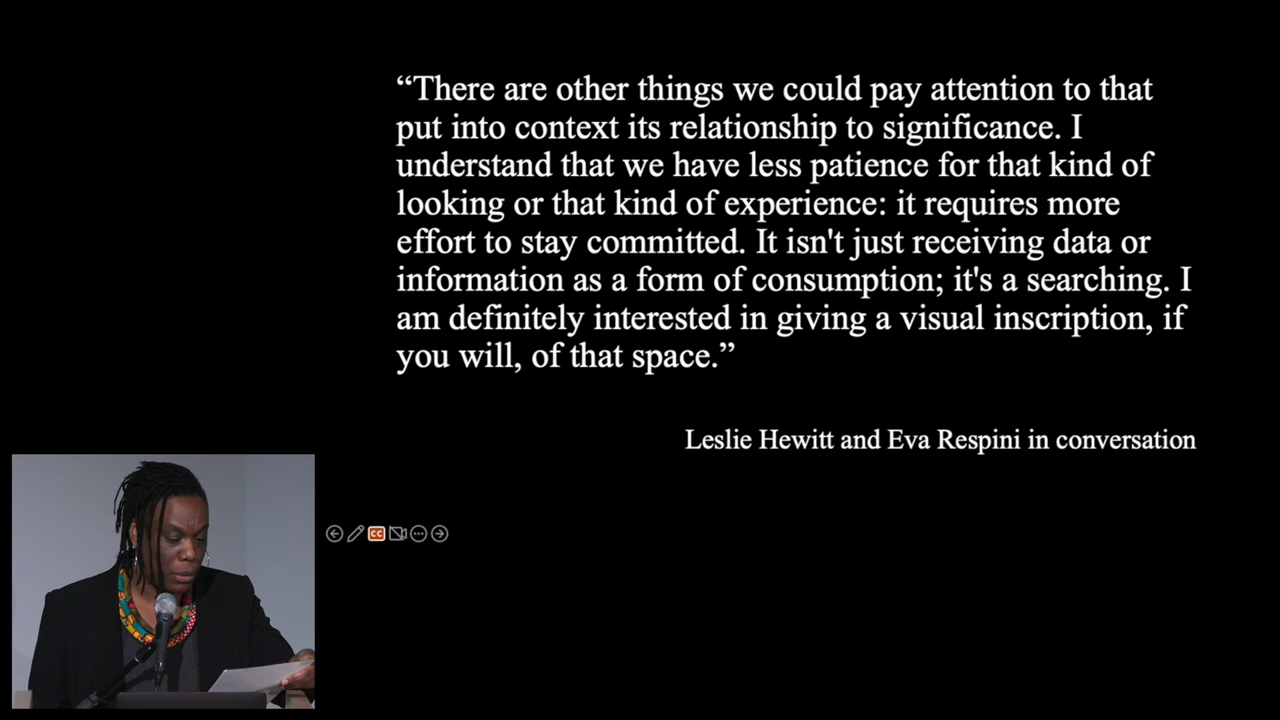 “There are other things we could pay attention to that
put into context its relationship to significance. I
understand that we have less patience for that kind of
looking or that kind of experience: it requires more
effort to stay committed. It isn't just receiving data or
information as a form of consumption; it's a searching. I
am definitely interested in giving a visual inscription, if
you will, of that space.”
Leslie Hewitt and Eva Respini in conversation
CC